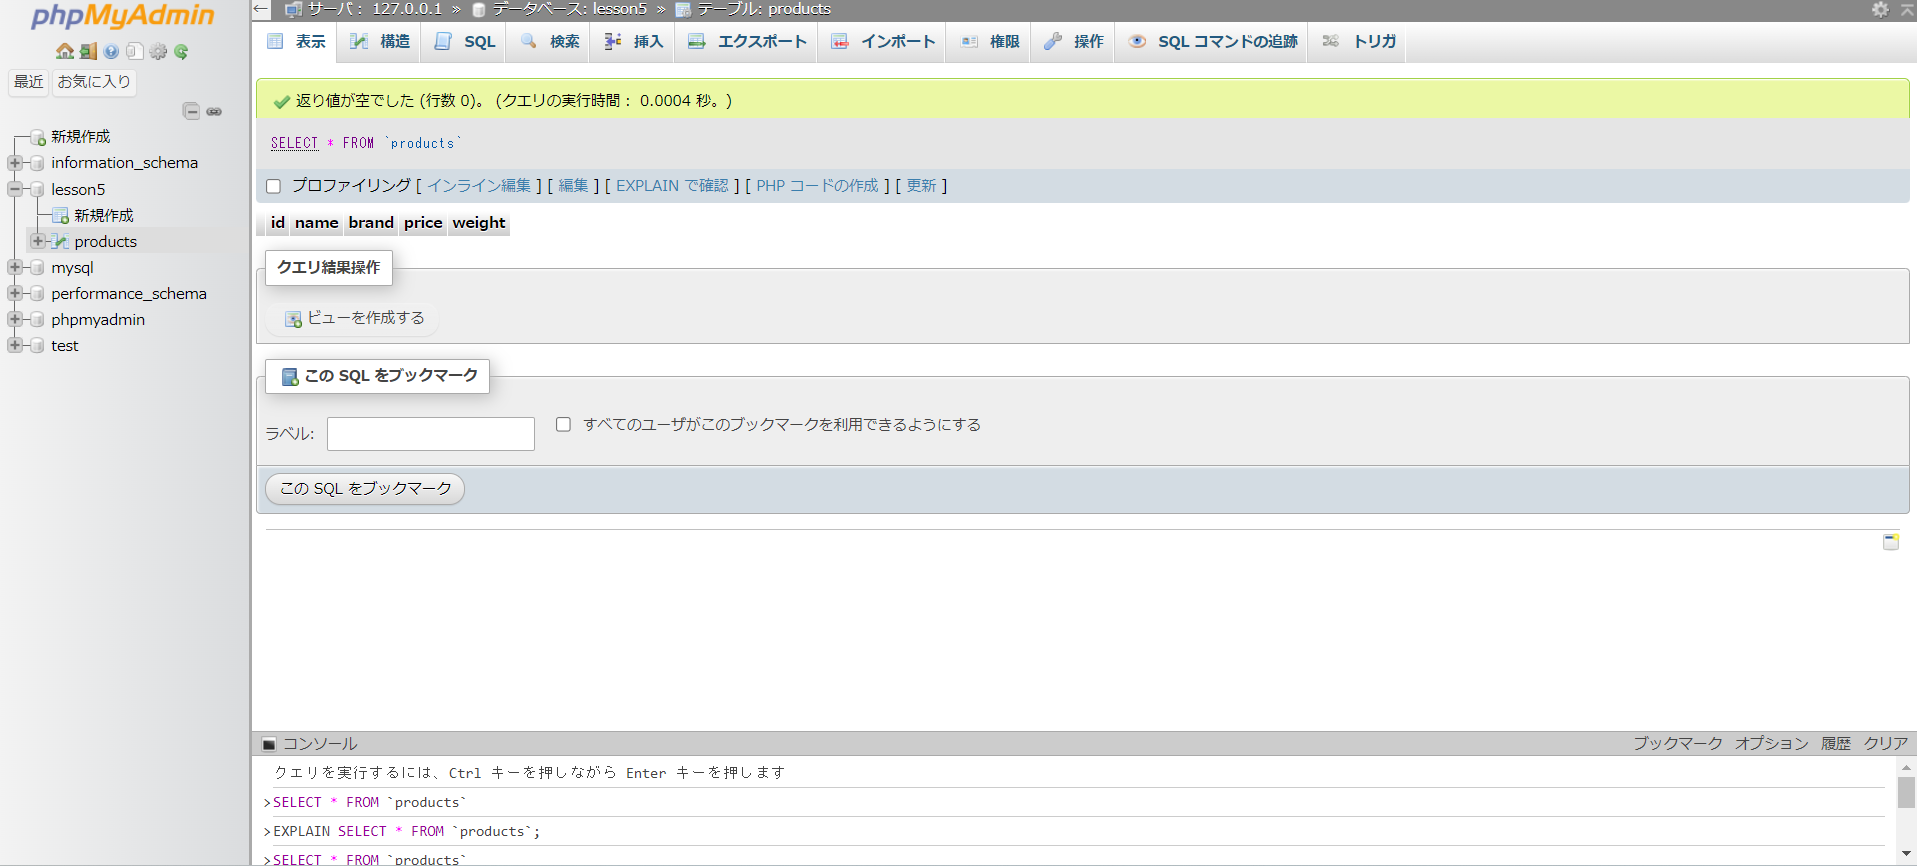 phpMyAdmin
最近 お気に入り
新規作成
information_schema
lesson5
新規作成
products
mysql
performance_schema
phpmyadmin
test
← サーバ： 127.0.0.1 » データベース: lesson5 » テーブル: products
表示 構造 SQL 検索 挿入 エクスポート インポート 権限 操作 SQL コマンドの追跡 トリガ
返り値が空でした (行数 0)。 (クエリの実行時間： 0.0004 秒。)
SELECT * FROM `products`
プロファイリング [ インライン編集 ] [ 編集 ] [ EXPLAIN で確認 ] [ PHP コードの作成 ] [ 更新 ]
id name brand price weight
クエリ結果操作
ビューを作成する
この SQL をブックマーク
ラベル: すべてのユーザがこのブックマークを利用できるようにする
この SQL をブックマーク
コンソール ブックマーク オプション 履歴 クリア
クエリを実行するには、Ctrl キーを押しながら Enter キーを押します
>SELECT * FROM `products`
>EXPLAIN SELECT * FROM `products`;
>SELECT * FROM `products`